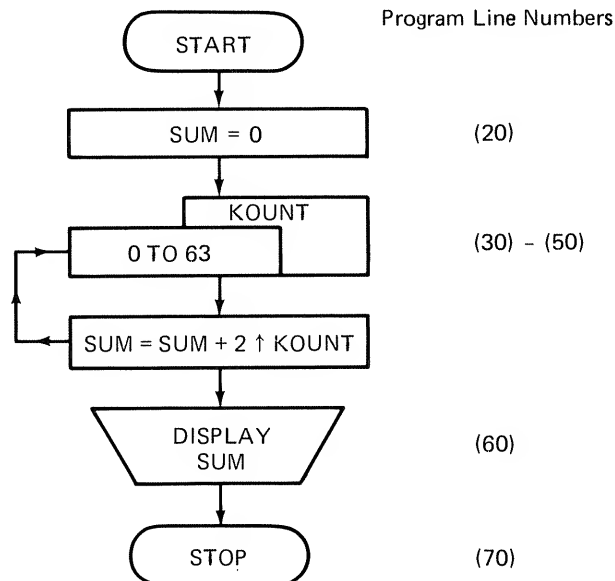 Program Line Numbers
START
SUM = 0
(20)
KOUNT
0 TO 63
(30) – (50)
SUM = SUM + 2 ↑ KOUNT
DISPLAY
SUM
(60)
STOP
(70)